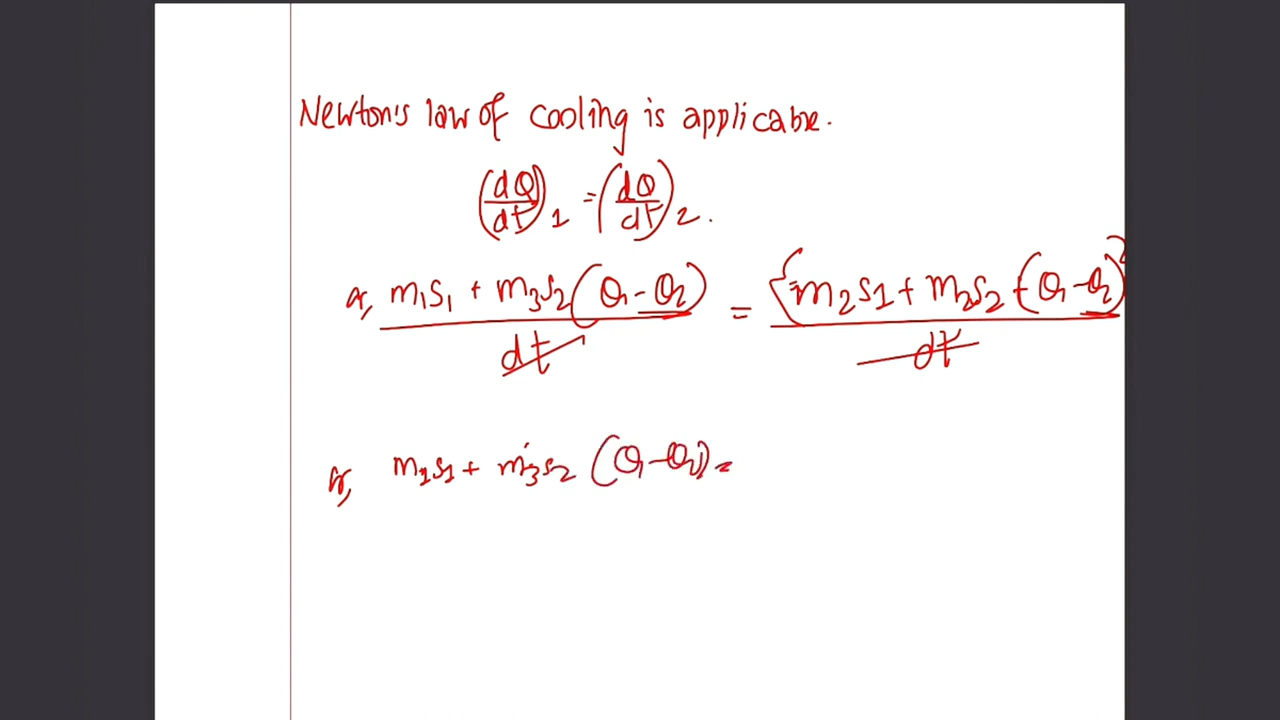 Newton's law of cooling is applicable.
(dQ/dt)1 = (dQ/dt)2.
or, m1s1 + m3s2(θ1-θ2)/dt = {m2s1 + m3s2 (θ1-θ2)}/dt
or, m1s1 + m3s2 (θ1-θ2) =